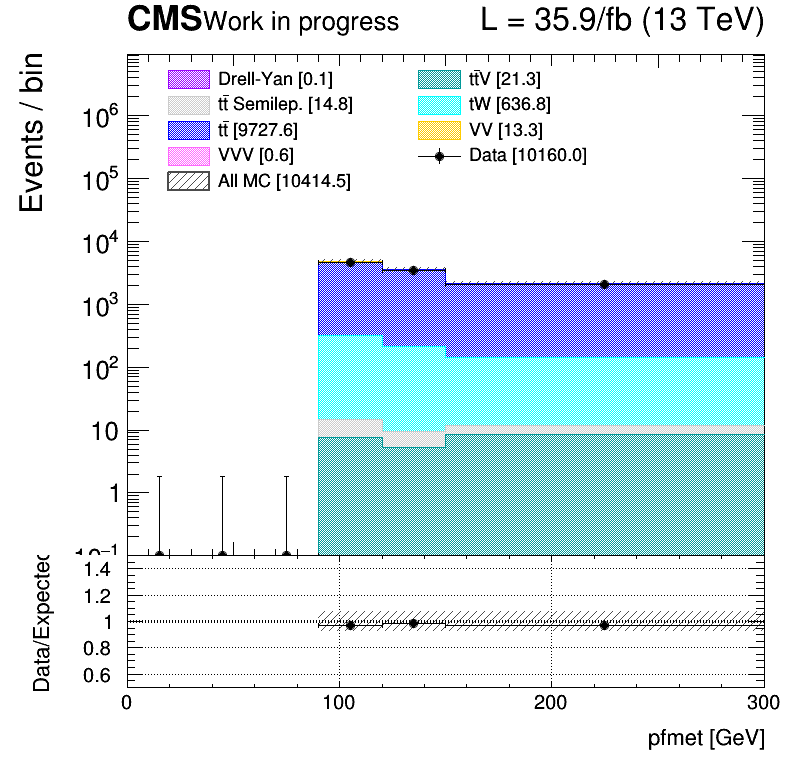 CMS Work in progress L = 35.9/fb (13 TeV)
Events / bin
Drell-Yan [0.1] tt̄V [21.3]
tt̄ Semilep. [14.8] tW [636.8]
tt̄ [9727.6] VV [13.3]
VVV [0.6] Data [10160.0]
All MC [10414.5]
10⁶
10⁵
10⁴
10³
10²
10
1
10⁻¹
Data/Expected
1.4
1.2
1
0.8
0.6
0 100 200 300
pfmet [GeV]